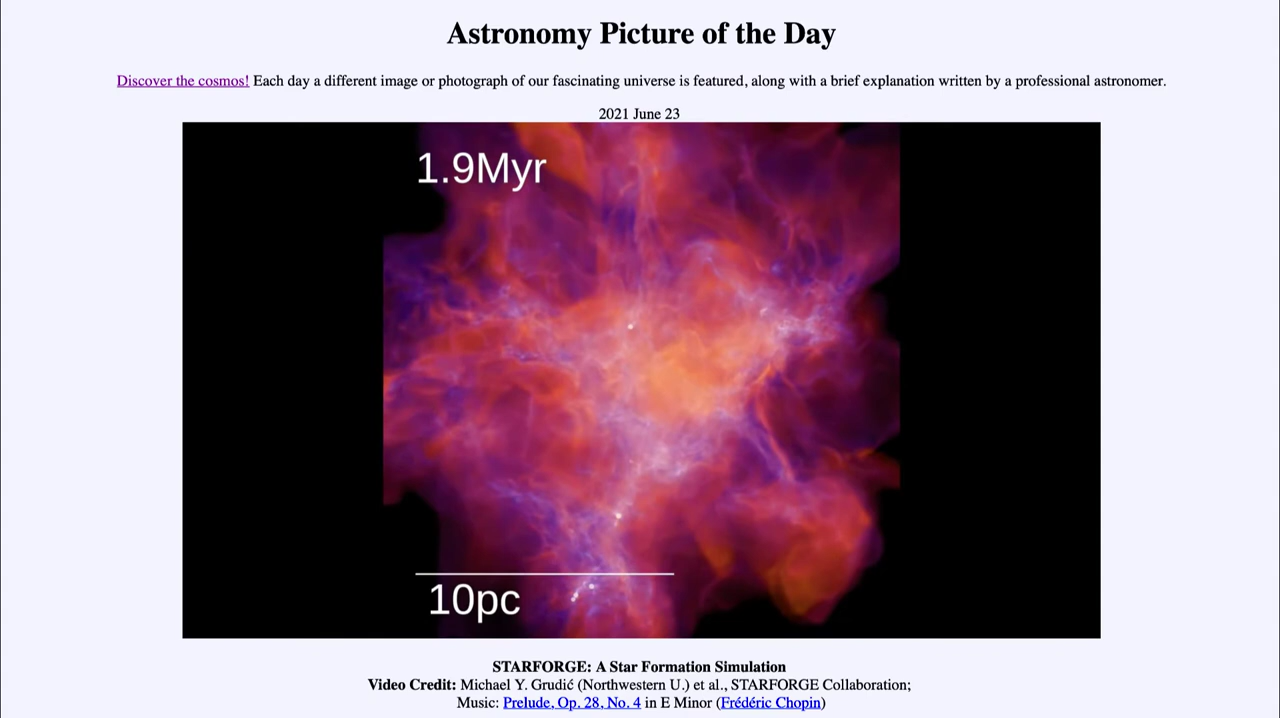 Astronomy Picture of the Day
Discover the cosmos! Each day a different image or photograph of our fascinating universe is featured, along with a brief explanation written by a professional astronomer.
2021 June 23
1.9Myr
10pc
STARFORGE: A Star Formation Simulation
Video Credit: Michael Y. Grudić (Northwestern U.) et al., STARFORGE Collaboration;
Music: Prelude, Op. 28, No. 4 in E Minor (Frédéric Chopin)